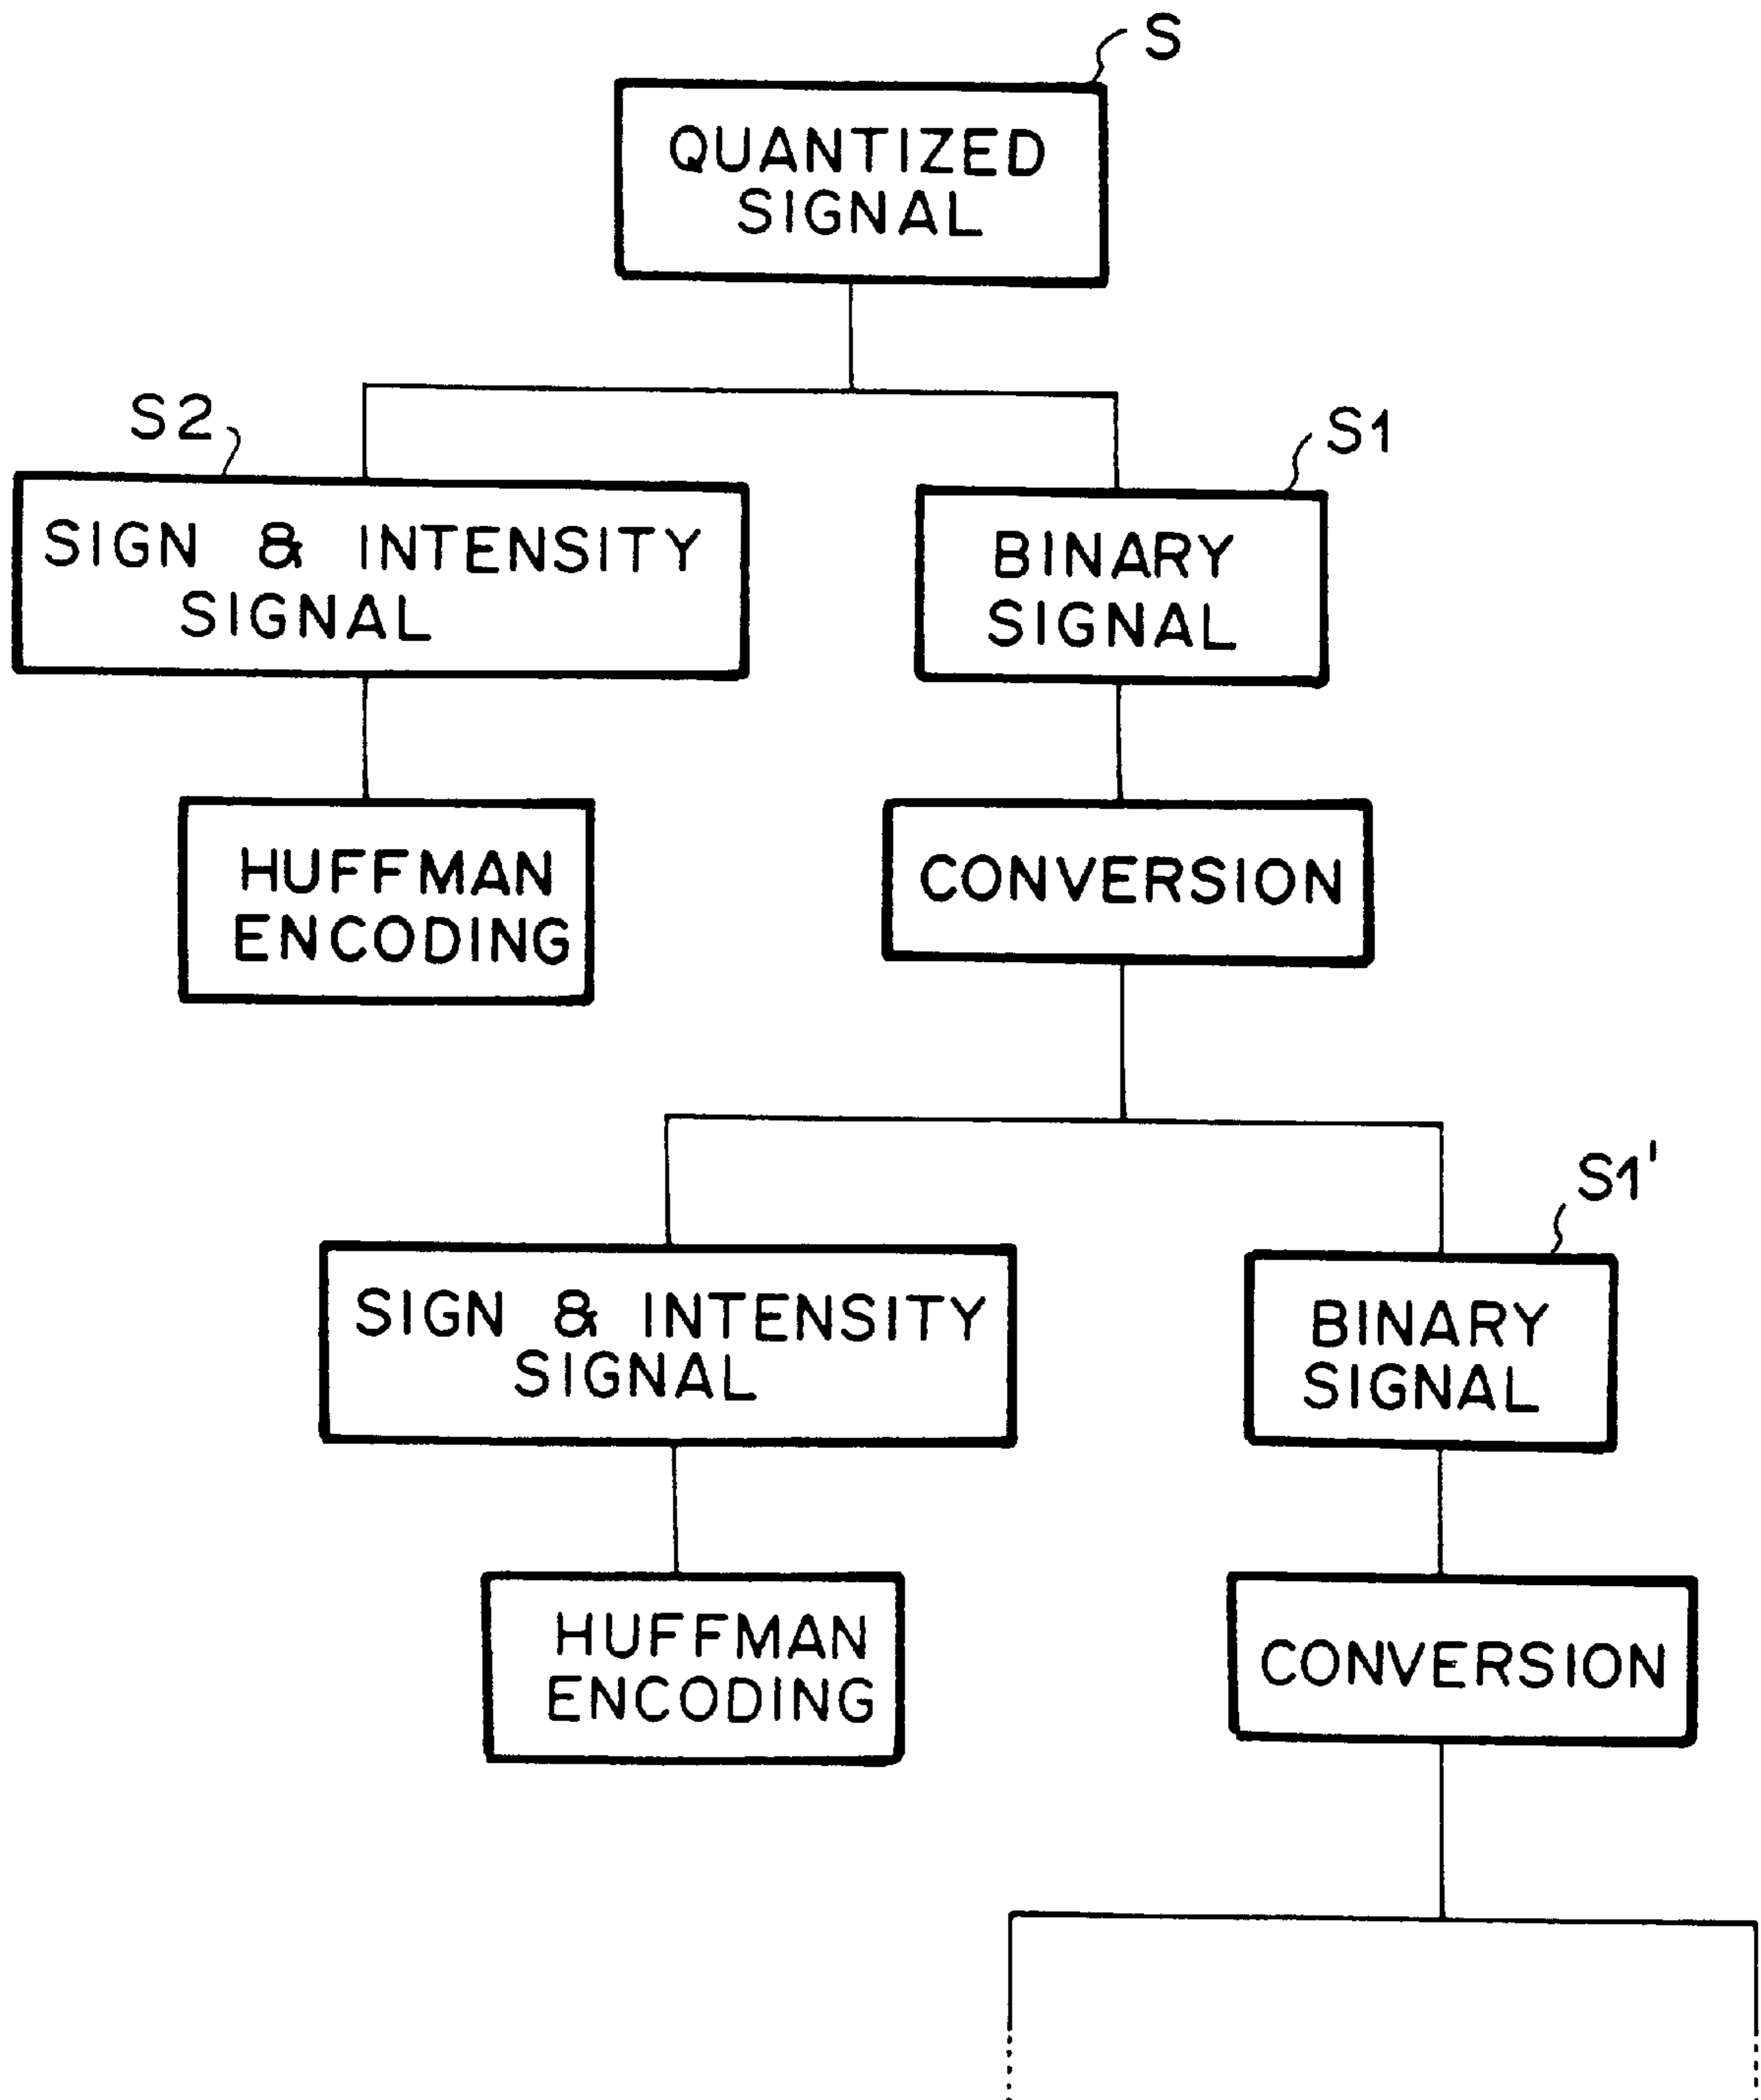 S
QUANTIZED
SIGNAL
S2
S1
SIGN & INTENSITY
SIGNAL
BINARY
SIGNAL
HUFFMAN
ENCODING
CONVERSION
S1'
SIGN & INTENSITY
SIGNAL
BINARY
SIGNAL
HUFFMAN
ENCODING
CONVERSION